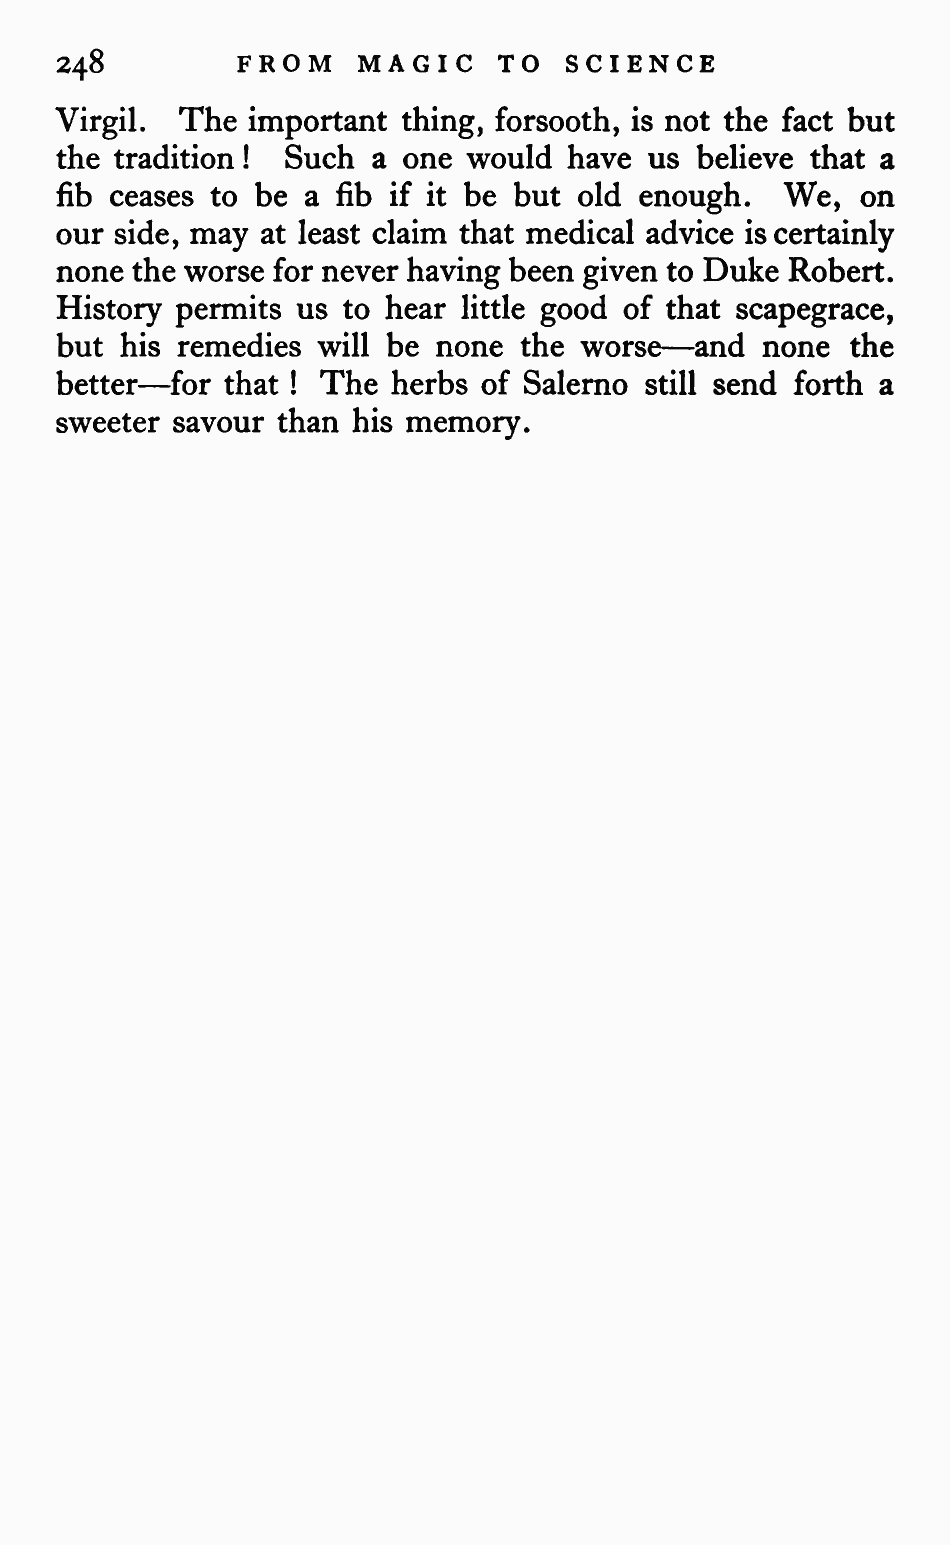 248 FROM MAGIC TO SCIENCE
Virgil. The important thing, forsooth, is not the fact but
the tradition ! Such a one would have us believe that a
fib ceases to be a fib if it be but old enough. We, on
our side, may at least claim that medical advice is certainly
none the worse for never having been given to Duke Robert.
History permits us to hear little good of that scapegrace,
but his remedies will be none the worse—and none the
better—for that ! The herbs of Salerno still send forth a
sweeter savour than his memory.